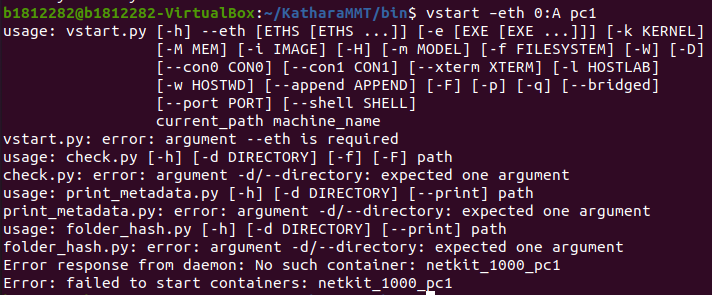 b1812282@b1812282-VirtualBox:~/KatharaMMT/bin$ vstart –eth 0:A pc1
usage: vstart.py [-h] --eth [ETHS [ETHS ...]] [-e [EXE [EXE ...]]] [-k KERNEL]
[-M MEM] [-i IMAGE] [-H] [-m MODEL] [-f FILESYSTEM] [-W] [-D]
[--con0 CON0] [--con1 CON1] [--xterm XTERM] [-l HOSTLAB]
[-w HOSTWD] [--append APPEND] [-F] [-p] [-q] [--bridged]
[--port PORT] [--shell SHELL]
current_path machine_name
vstart.py: error: argument --eth is required
usage: check.py [-h] [-d DIRECTORY] [-f] [-F] path
check.py: error: argument -d/--directory: expected one argument
usage: print_metadata.py [-h] [-d DIRECTORY] [--print] path
print_metadata.py: error: argument -d/--directory: expected one argument
usage: folder_hash.py [-h] [-d DIRECTORY] [--print] path
folder_hash.py: error: argument -d/--directory: expected one argument
Error response from daemon: No such container: netkit_1000_pc1
Error: failed to start containers: netkit_1000_pc1